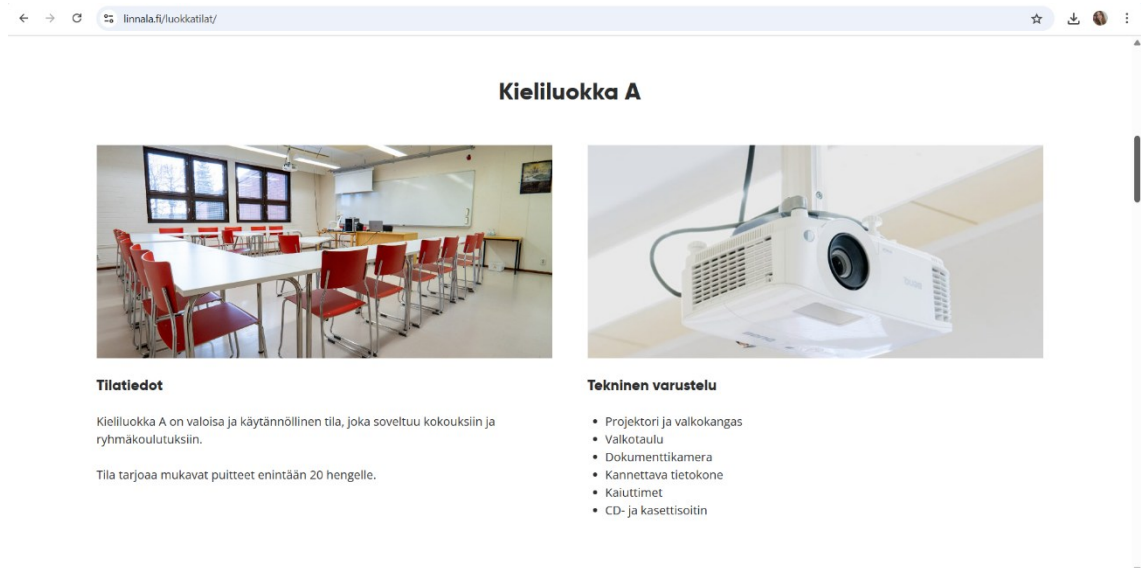 linnala.fi/luokkatilat/
Kieliluokka A
Tilatiedot
Kieliluokka A on valoisa ja käytännöllinen tila, joka soveltuu kokouksiin ja
ryhmäkoulutuksiin.
Tila tarjoaa mukavat puitteet enintään 20 hengelle.
Tekninen varustelu
• Projektori ja valkokangas
• Valkotaulu
• Dokumenttikamera
• Kannettava tietokone
• Kaiuttimet
• CD- ja kasettisoitin